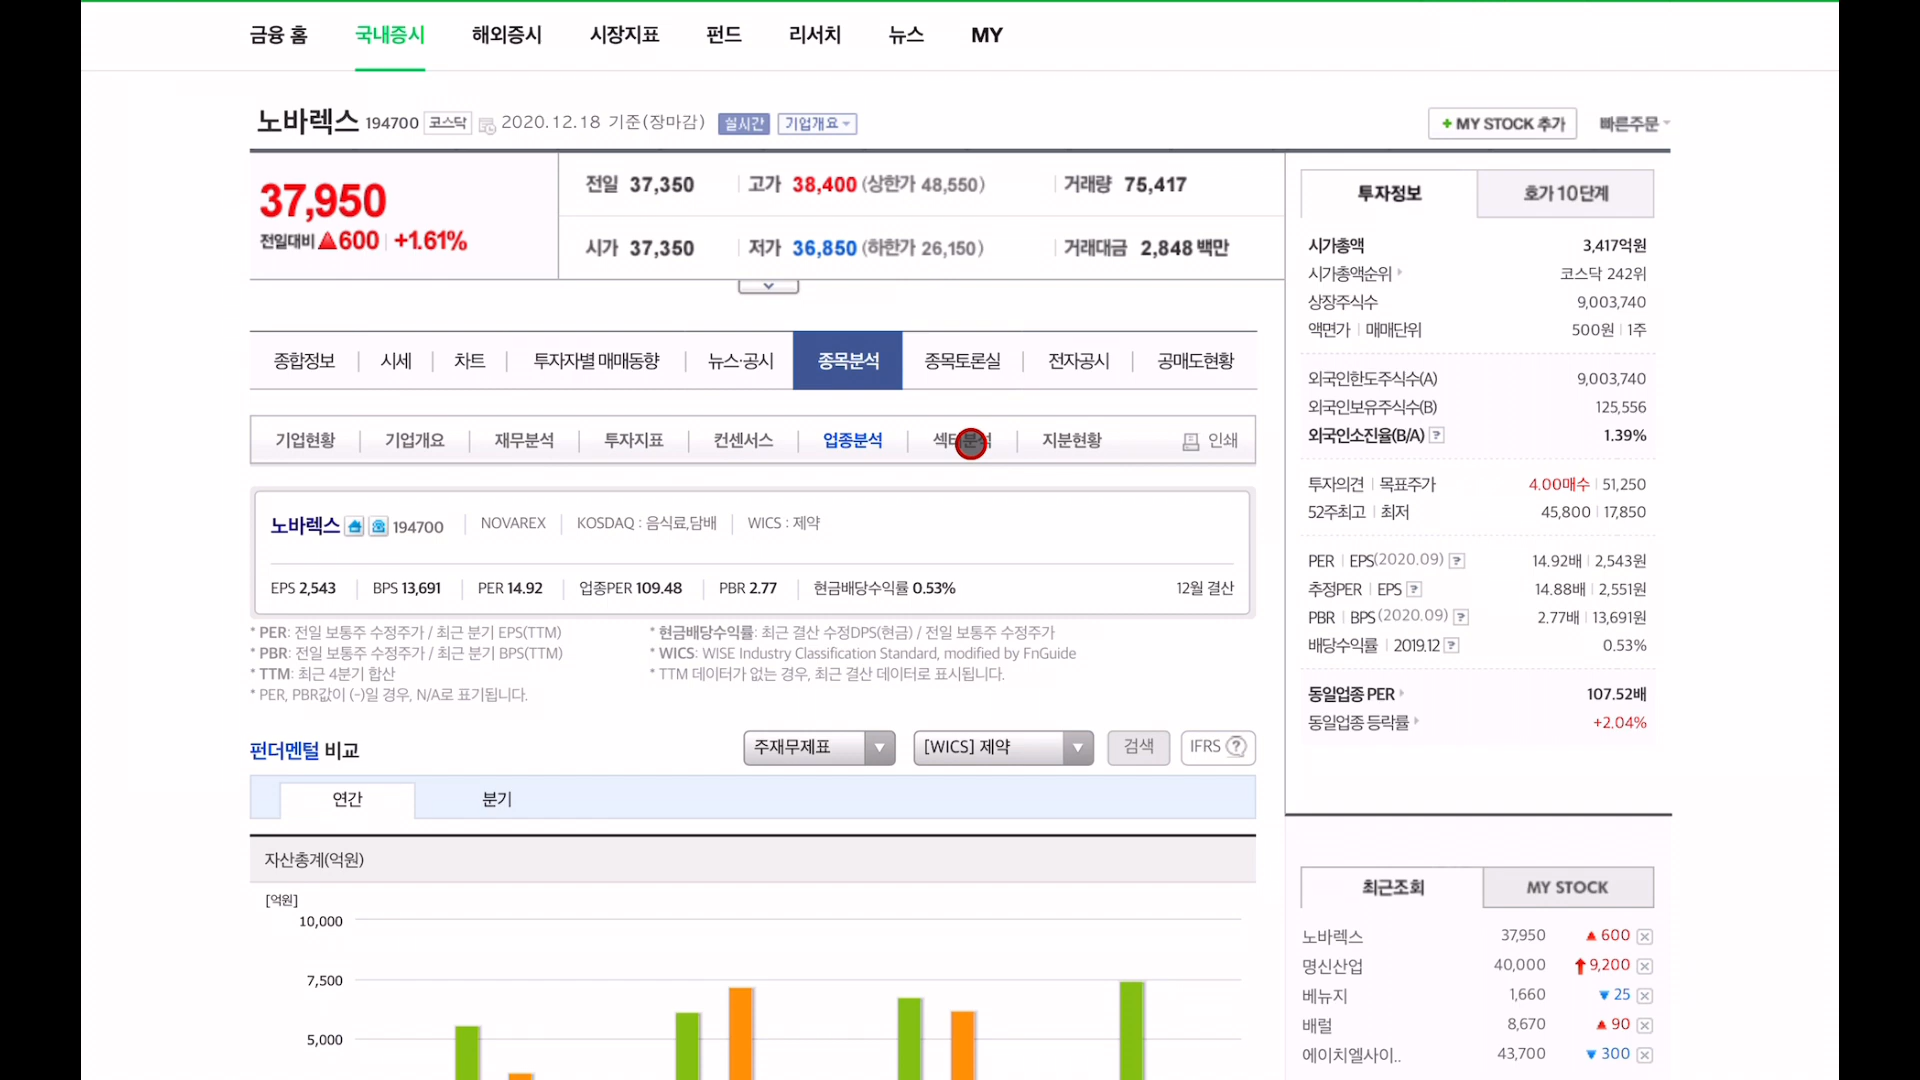 금융 홈 국내증시 해외증시 시장지표 펀드 리서치 뉴스 MY
노바렉스 194700 코스닥 2020.12.18 기준(장마감) 실시간 기업개요
+ MY STOCK 추가 빠른주문
37,950
전일대비 ▲600 +1.61%
전일 37,350 고가 38,400 (상한가 48,550) 거래량 75,417
시가 37,350 저가 36,850 (하한가 26,150) 거래대금 2,848 백만
종합정보 시세 차트 투자자별 매매동향 뉴스·공시 종목분석 종목토론실 전자공시 공매도현황
기업현황 기업개요 재무분석 투자지표 컨센서스 업종분석 섹터분석 지분현황 인쇄
노바렉스 194700 NOVAREX KOSDAQ : 음식료,담배 WICS : 제약
EPS 2,543 BPS 13,691 PER 14.92 업종PER 109.48 PBR 2.77 현금배당수익률 0.53% 12월 결산
* PER: 전일 보통주 수정주가 / 최근 분기 EPS(TTM)
* PBR: 전일 보통주 수정주가 / 최근 분기 BPS(TTM)
* TTM: 최근 4분기 합산
* PER, PBR값이 (-)일 경우, N/A로 표기됩니다.
* 현금배당수익률: 최근 결산 수정DPS(현금) / 전일 보통주 수정주가
* WICS: WISE Industry Classification Standard, modified by FnGuide
* TTM 데이터가 없는 경우, 최근 결산 데이터로 표시됩니다.
펀더멘털 비교 주재무제표 [WICS] 제약 검색 IFRS ?
연간 분기
자산총계(억원)
[억원]
10,000
7,500
5,000
투자정보 호가 10단계
시가총액 3,417억원
시가총액순위 코스닥 242위
상장주식수 9,003,740
액면가 매매단위 500원 1주
외국인한도주식수(A) 9,003,740
외국인보유주식수(B) 125,556
외국인소진율(B/A) ? 1.39%
투자의견 목표주가 4.00매수 51,250
52주최고 최저 45,800 17,850
PER EPS(2020.09) ? 14.92배 2,543원
추정PER EPS ? 14.88배 2,551원
PBR BPS (2020.09) ? 2.77배 13,691원
배당수익률 2019.12 ? 0.53%
동일업종 PER 107.52배
동일업종 등락률 +2.04%
최근조회 MY STOCK
노바렉스 37,950 ▲600
명신산업 40,000 ↑9,200
베뉴지 1,660 ▼25
배럴 8,670 ▲90
에이치엘사이.. 43,700 ▼300